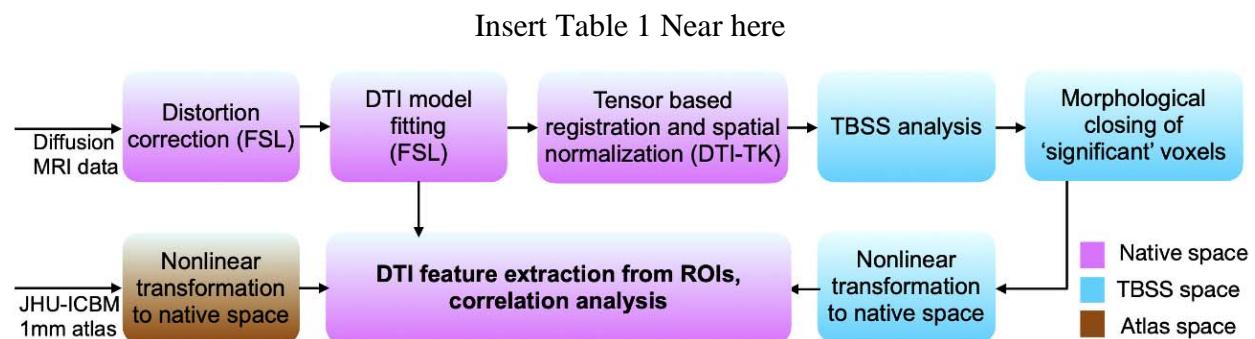 Insert Table 1 Near here
Diffusion
MRI data
Distortion
correction (FSL)
DTI model
fitting
(FSL)
Tensor based
registration and spatial
normalization (DTI-TK)
TBSS analysis
Morphological
closing of
‘significant’ voxels
JHU-ICBM
1mm atlas
Nonlinear
transformation
to native space
DTI feature extraction from ROIs,
correlation analysis
Nonlinear
transformation
to native space
Native space
TBSS space
Atlas space